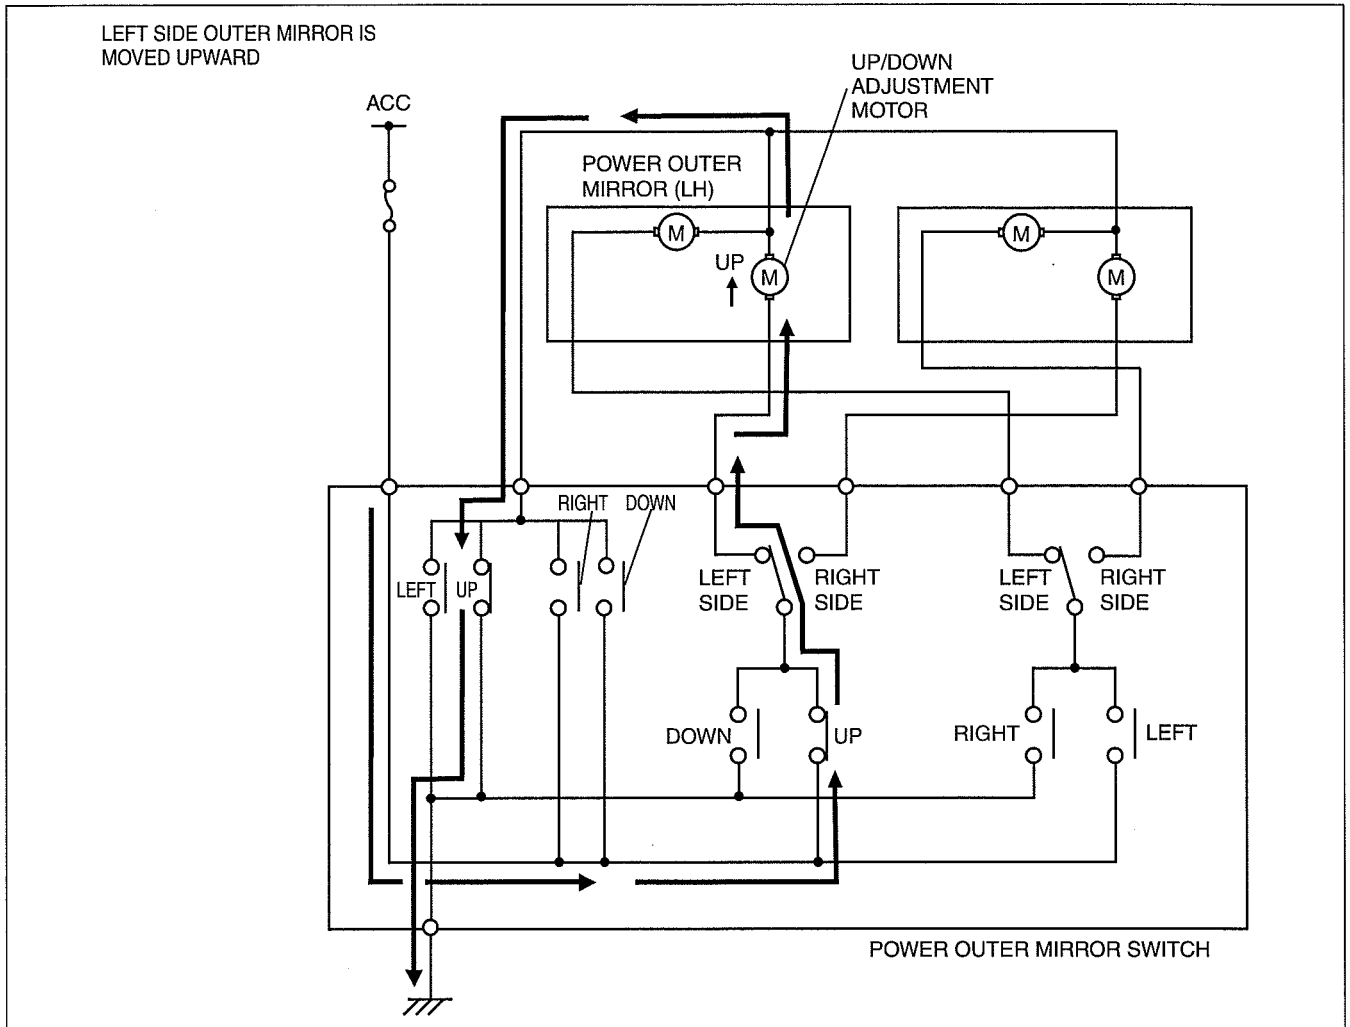 LEFT SIDE OUTER MIRROR IS
MOVED UPWARD
UP/DOWN
ADJUSTMENT
MOTOR
ACC
POWER OUTER
MIRROR (LH)
M
M
UP
M
M
RIGHT DOWN
LEFT UP
LEFT
SIDE
RIGHT
SIDE
LEFT
SIDE
RIGHT
SIDE
DOWN
UP
RIGHT
LEFT
POWER OUTER MIRROR SWITCH